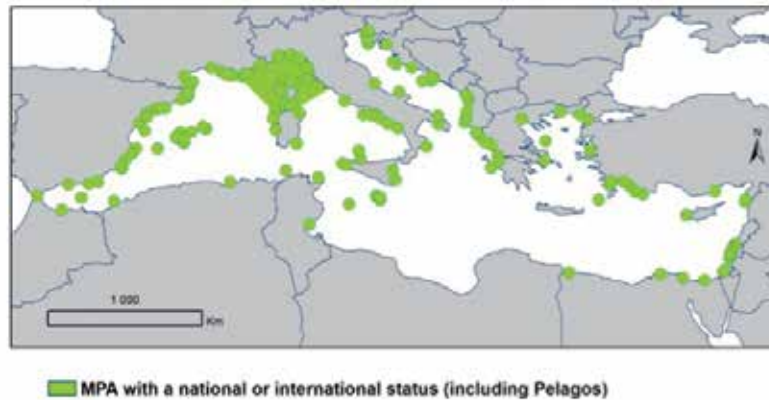 N
1 000
Km
MPA with a national or international status (including Pelagos)